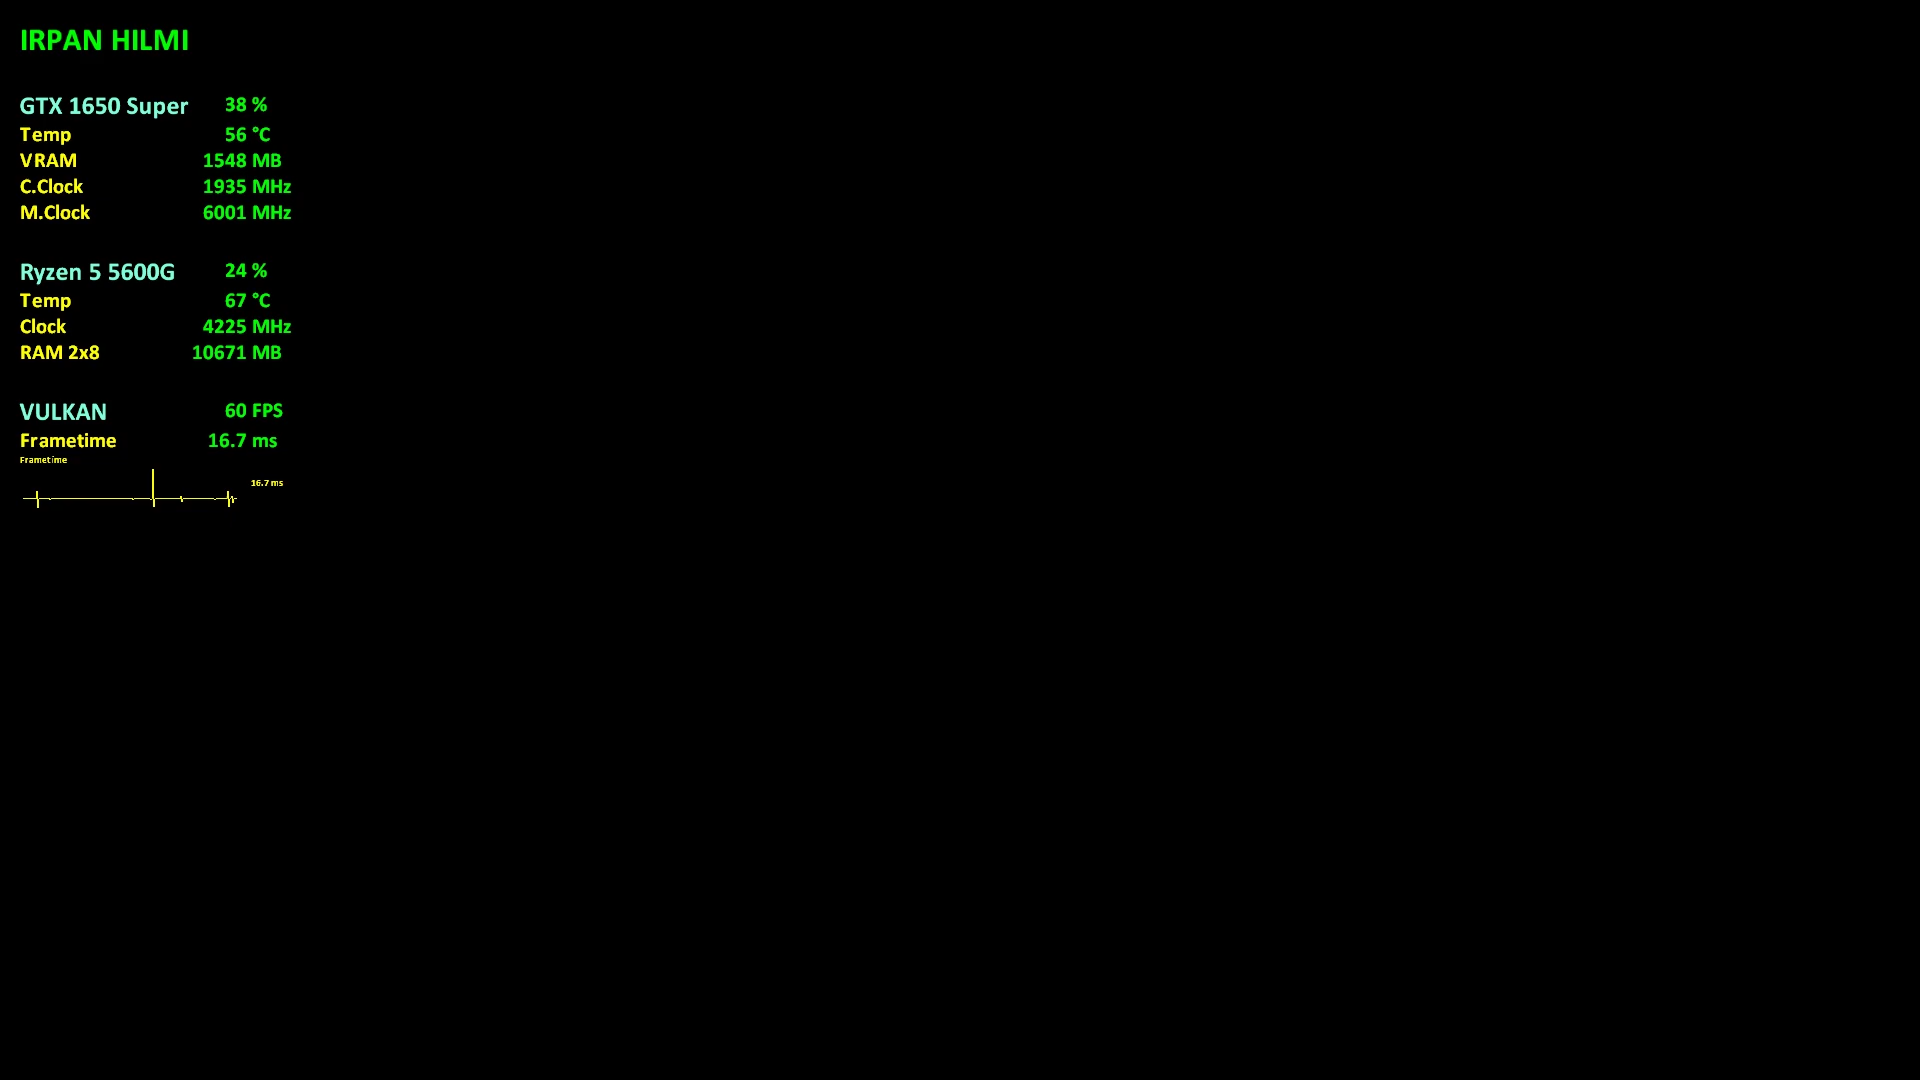 IRPAN HILMI
GTX 1650 Super 38 %
Temp 56 °C
VRAM 1548 MB
C.Clock 1935 MHz
M.Clock 6001 MHz
Ryzen 5 5600G 24 %
Temp 67 °C
Clock 4225 MHz
RAM 2x8 10671 MB
VULKAN 60 FPS
Frametime 16.7 ms
Frametime
16.7 ms